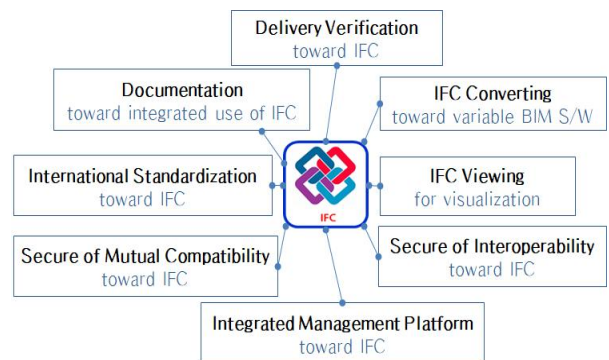 Delivery Verification
toward IFC
Documentation
toward integrated use of IFC
IFC Converting
toward variable BIM S/W
International Standardization
toward IFC
IFC
IFC Viewing
for visualization
Secure of Mutual Compatibility
toward IFC
Secure of Interoperability
toward IFC
Integrated Management Platform
toward IFC